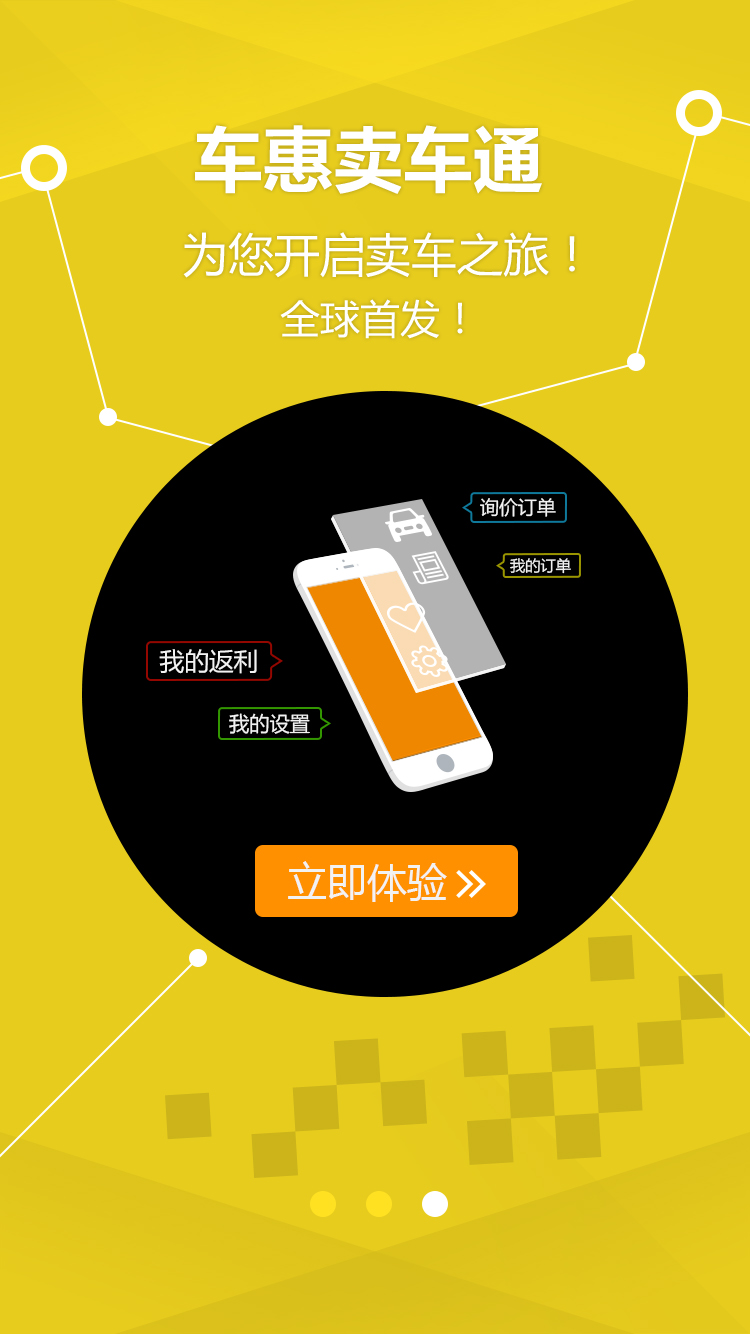 车惠卖车通
为您开启卖车之旅！
全球首发！
询价订单
我的订单
我的返利
我的设置
立即体验